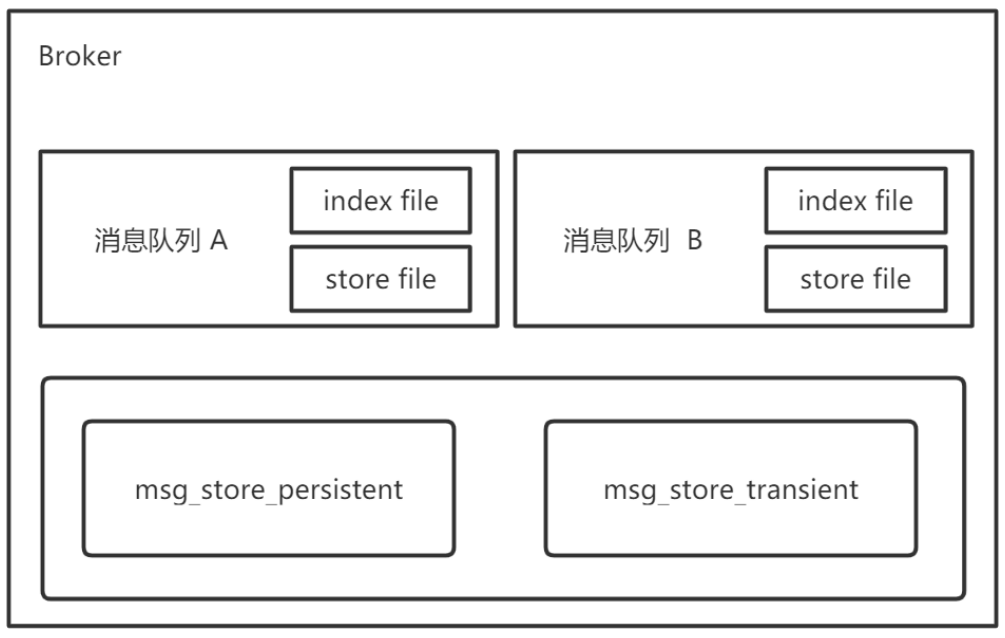 Broker
消息队列 A
index file
store file
消息队列 B
index file
store file
msg_store_persistent
msg_store_transient